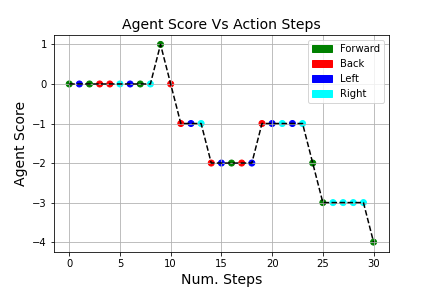 Agent Score Vs Action Steps
Forward
Back
Left
Right
Agent Score
1
0
−1
−2
−3
−4
0 5 10 15 20 25 30
Num. Steps